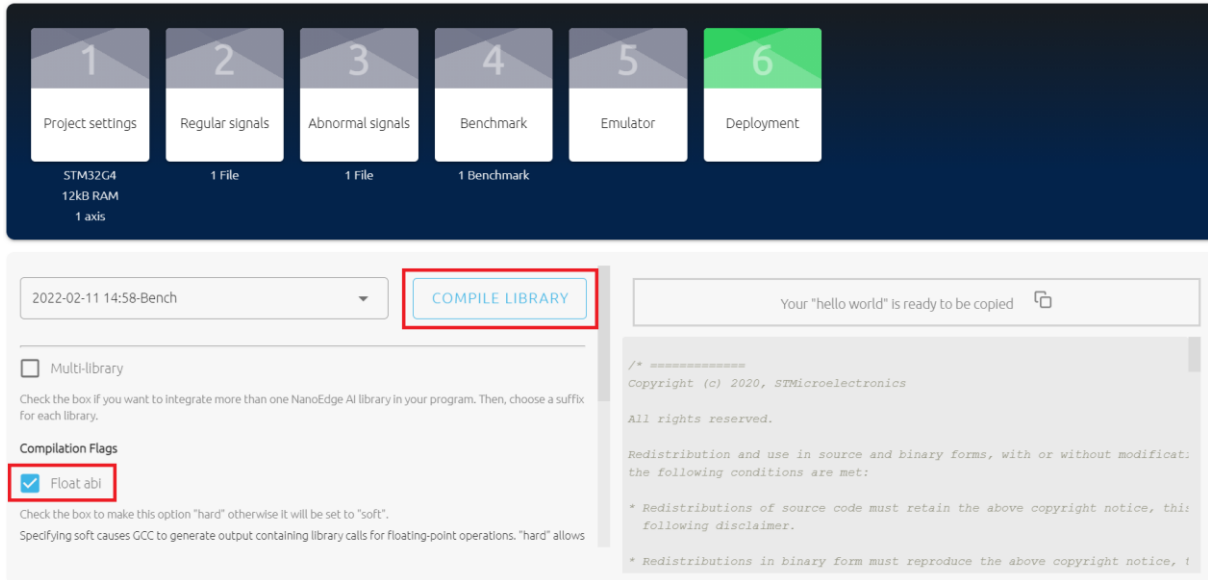 1
2
3
4
5
6
Project settings
Regular signals
Abnormal signals
Benchmark
Emulator
Deployment
STM32G4
12kB RAM
1 axis
1 File
1 File
1 Benchmark
2022-02-11 14:58-Bench
COMPILE LIBRARY
Multi-library
Check the box if you want to integrate more than one NanoEdge AI library in your program. Then, choose a suffix
for each library.
Compilation Flags
Float abi
Check the box to make this option "hard" otherwise it will be set to "soft".
Specifying soft causes GCC to generate output containing library calls for floating-point operations. "hard" allows
Your "hello world" is ready to be copied
/* =============
Copyright (c) 2020, STMicroelectronics
All rights reserved.
Redistribution and use in source and binary forms, with or without
the following conditions are met:
* Redistributions of source code must retain the above copyright notice,
following disclaimer.
* Redistributions in binary form must reproduce the above copyright notice,